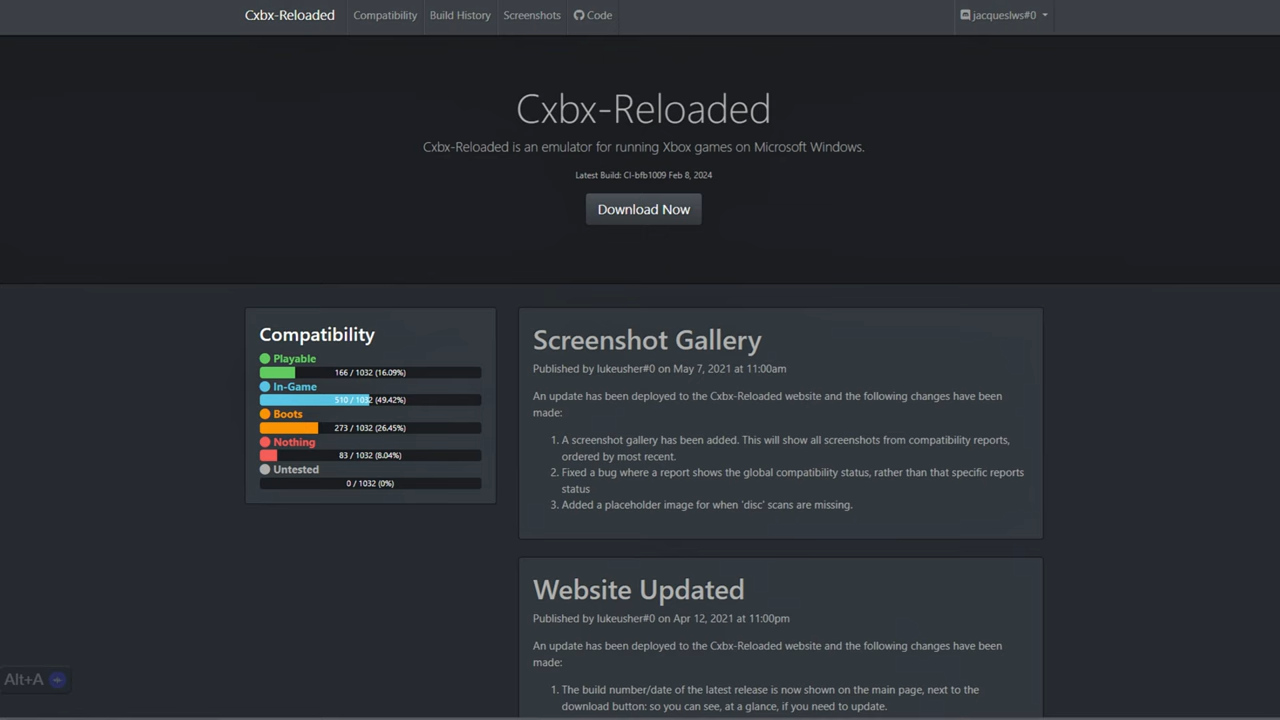 Cxbx-Reloaded
Compatibility
Build History
Screenshots
Code
jacqueslws#0
Cxbx-Reloaded
Cxbx-Reloaded is an emulator for running Xbox games on Microsoft Windows.
Latest Build: CI-bfb1009 Feb 8, 2024
Download Now
Compatibility
Playable
166 / 1032 (16.09%)
In-Game
510 / 1032 (49.42%)
Boots
273 / 1032 (26.45%)
Nothing
83 / 1032 (8.04%)
Untested
0 / 1032 (0%)
Screenshot Gallery
Published by lukeusher#0 on May 7, 2021 at 11:00am
An update has been deployed to the Cxbx-Reloaded website and the following changes have been
made:
1. A screenshot gallery has been added. This will show all screenshots from compatibility reports,
ordered by most recent.
2. Fixed a bug where a report shows the global compatibility status, rather than that specific reports
status
3. Added a placeholder image for when 'disc' scans are missing.
Website Updated
Published by lukeusher#0 on Apr 12, 2021 at 11:00pm
An update has been deployed to the Cxbx-Reloaded website and the following changes have been
made:
1. The build number/date of the latest release is now shown on the main page, next to the
download button: so you can see, at a glance, if you need to update.
Alt+A